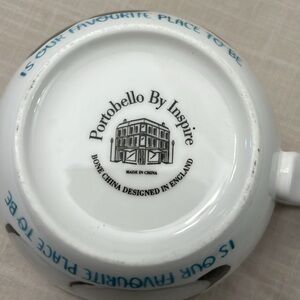 IS OUR FAVOURITE PLACE TO BE
Portobello By Inspire
MADE IN CHINA
BONE CHINA DESIGNED IN ENGLAND
IS OUR FAVOURITE PLACE TO BE